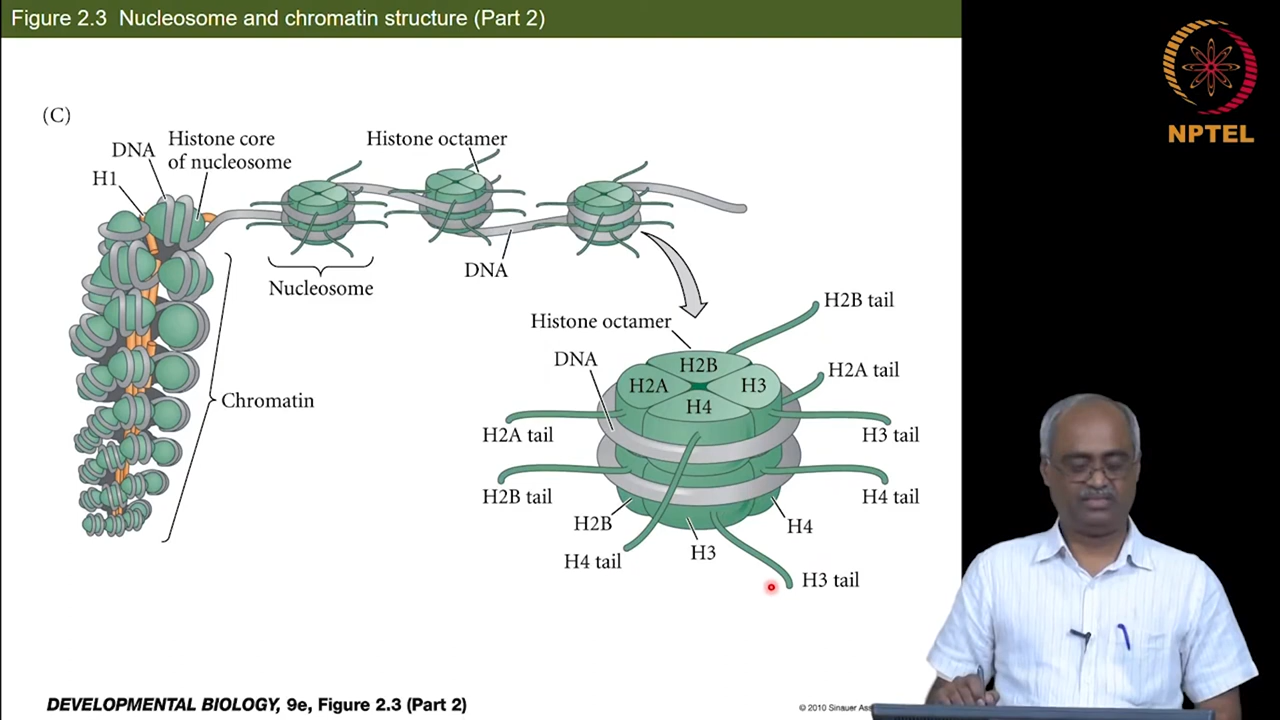 Figure 2.3 Nucleosome and chromatin structure (Part 2)
NPTEL
(C)
DNA
Histone core
of nucleosome
H1
Histone octamer
DNA
Nucleosome
Chromatin
Histone octamer
DNA
H2B tail
H2A tail
H2B
H2A
H3
H4
H2A tail
H3 tail
H2B tail
H4 tail
H2B
H4
H4 tail
H3
H3 tail
DEVELOPMENTAL BIOLOGY, 9e, Figure 2.3 (Part 2)
© 2010 Sinauer